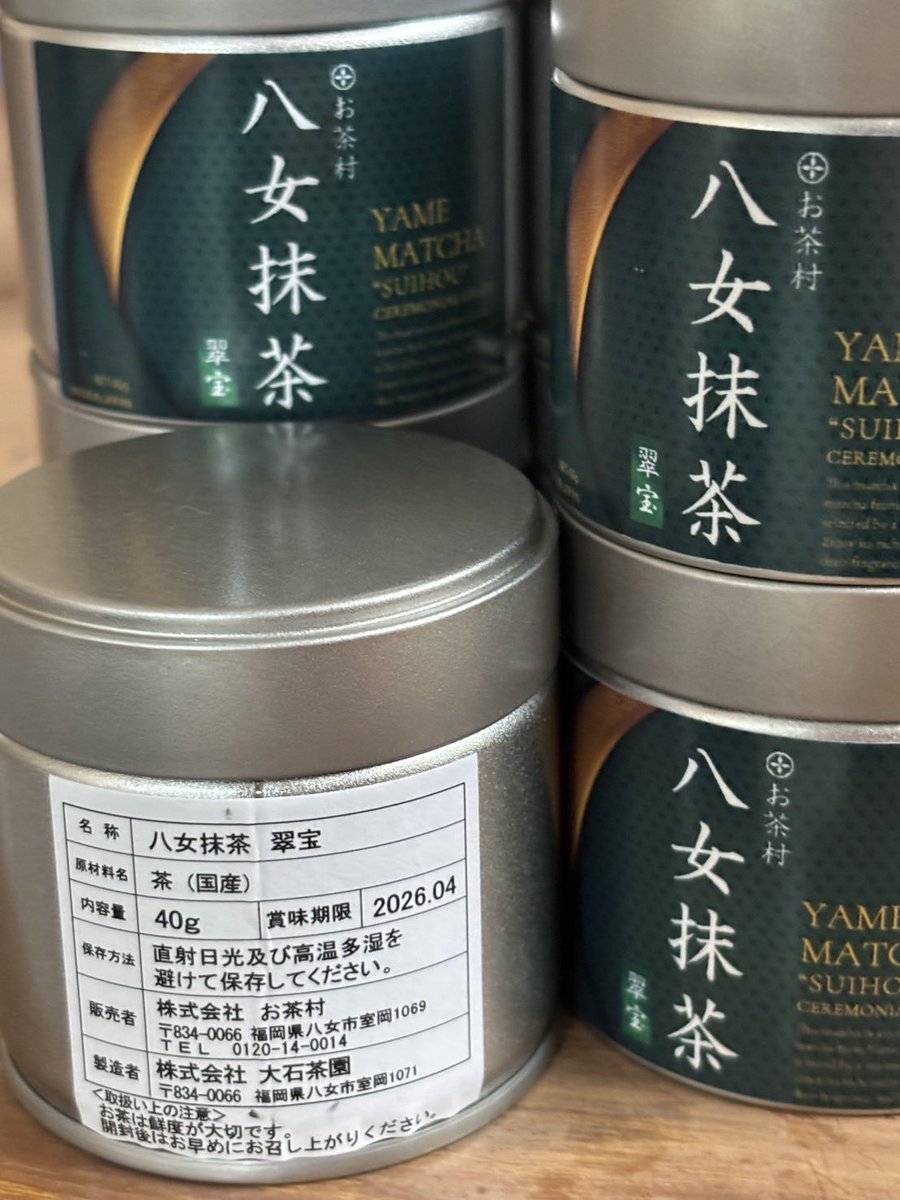 お茶村
八女抹茶
翠宝
YAME
MATCHA
"SUIHOU"
CEREMONIAL
お茶村
八女抹茶
翠宝
YA
MA
"SUI
CEREMO
お茶村
八女抹茶
翠宝
YAME
MATC
"SUIHO
CEREMONIA
名称 八女抹茶 翠宝
原材料名 茶（国産）
内容量 40g 賞味期限 2026.04
保存方法 直射日光及び高温多湿を
避けて保存してください。
販売者 株式会社 お茶村
〒834-0066 福岡県八女市室岡1069
ＴＥＬ 0120-14-0014
製造者 株式会社 大石茶園
〒834-0066 福岡県八女市室岡1071
＜取扱い上の注意＞
お茶は鮮度が大切です。
開封後はお早めにお召し上がりください。